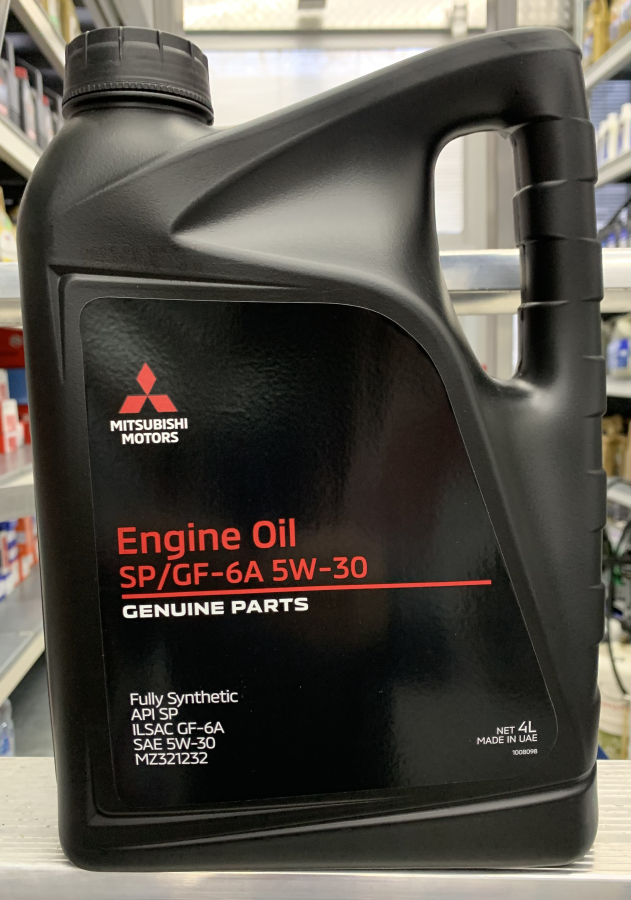 MITSUBISHI
MOTORS
Engine Oil
SP/GF-6A 5W-30
GENUINE PARTS
Fully Synthetic
API SP
ILSAC GF-6A
SAE 5W-30
MZ321232
NET 4L
MADE IN UAE
1008098